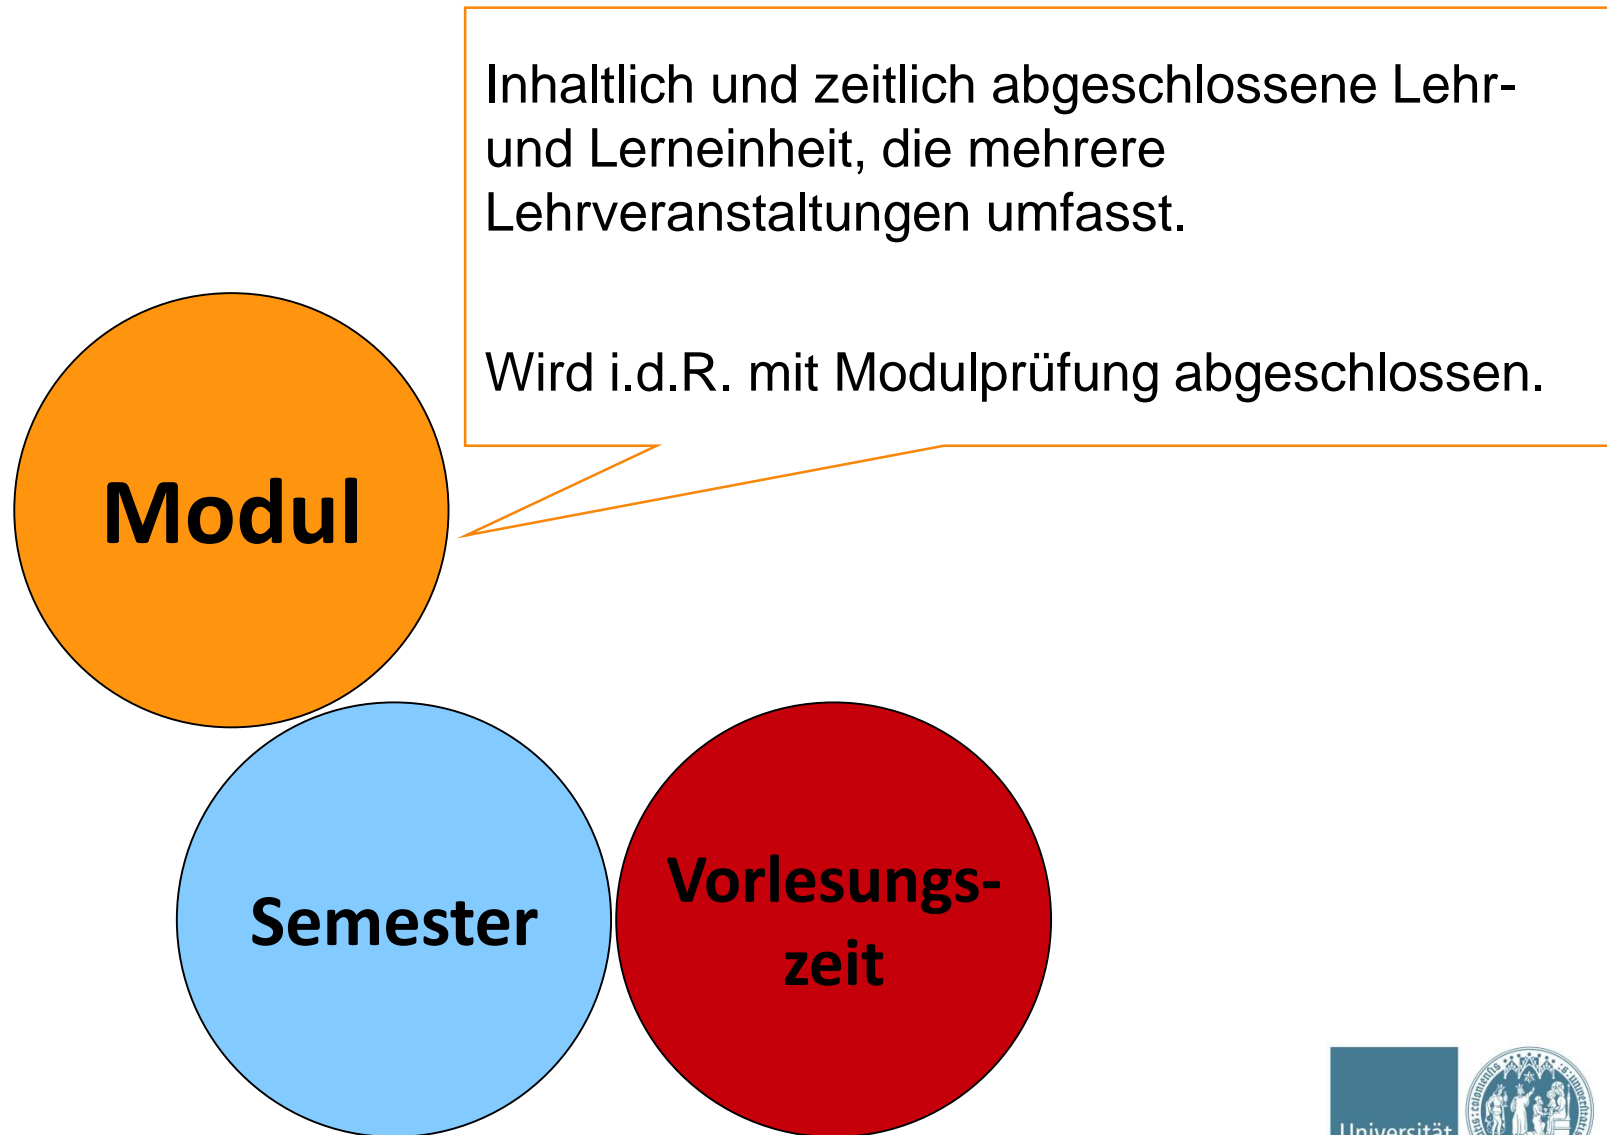 Inhaltlich und zeitlich abgeschlossene Lehr-
und Lerneinheit, die mehrere
Lehrveranstaltungen umfasst.
Wird i.d.R. mit Modulprüfung abgeschlossen.
Modul
Semester
Vorlesungs-
zeit
Universität